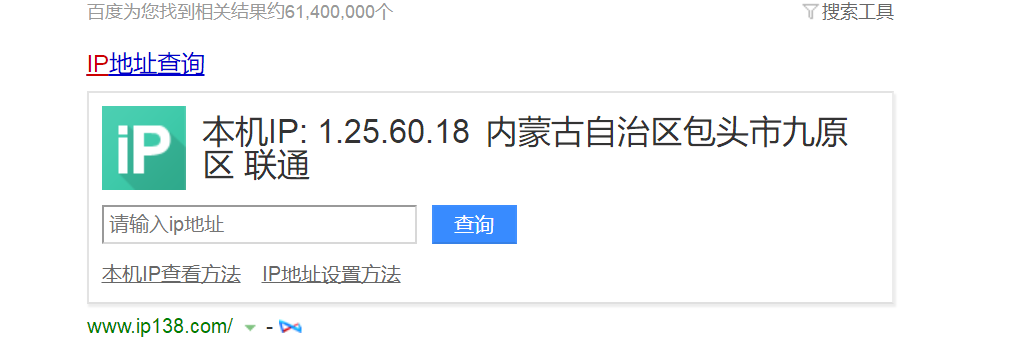 百度为您找到相关结果约61,400,000个 搜索工具
IP地址查询
iP
本机IP: 1.25.60.18 内蒙古自治区包头市九原
区 联通
请输入ip地址 查询
本机IP查看方法 IP地址设置方法
www.ip138.com/ -